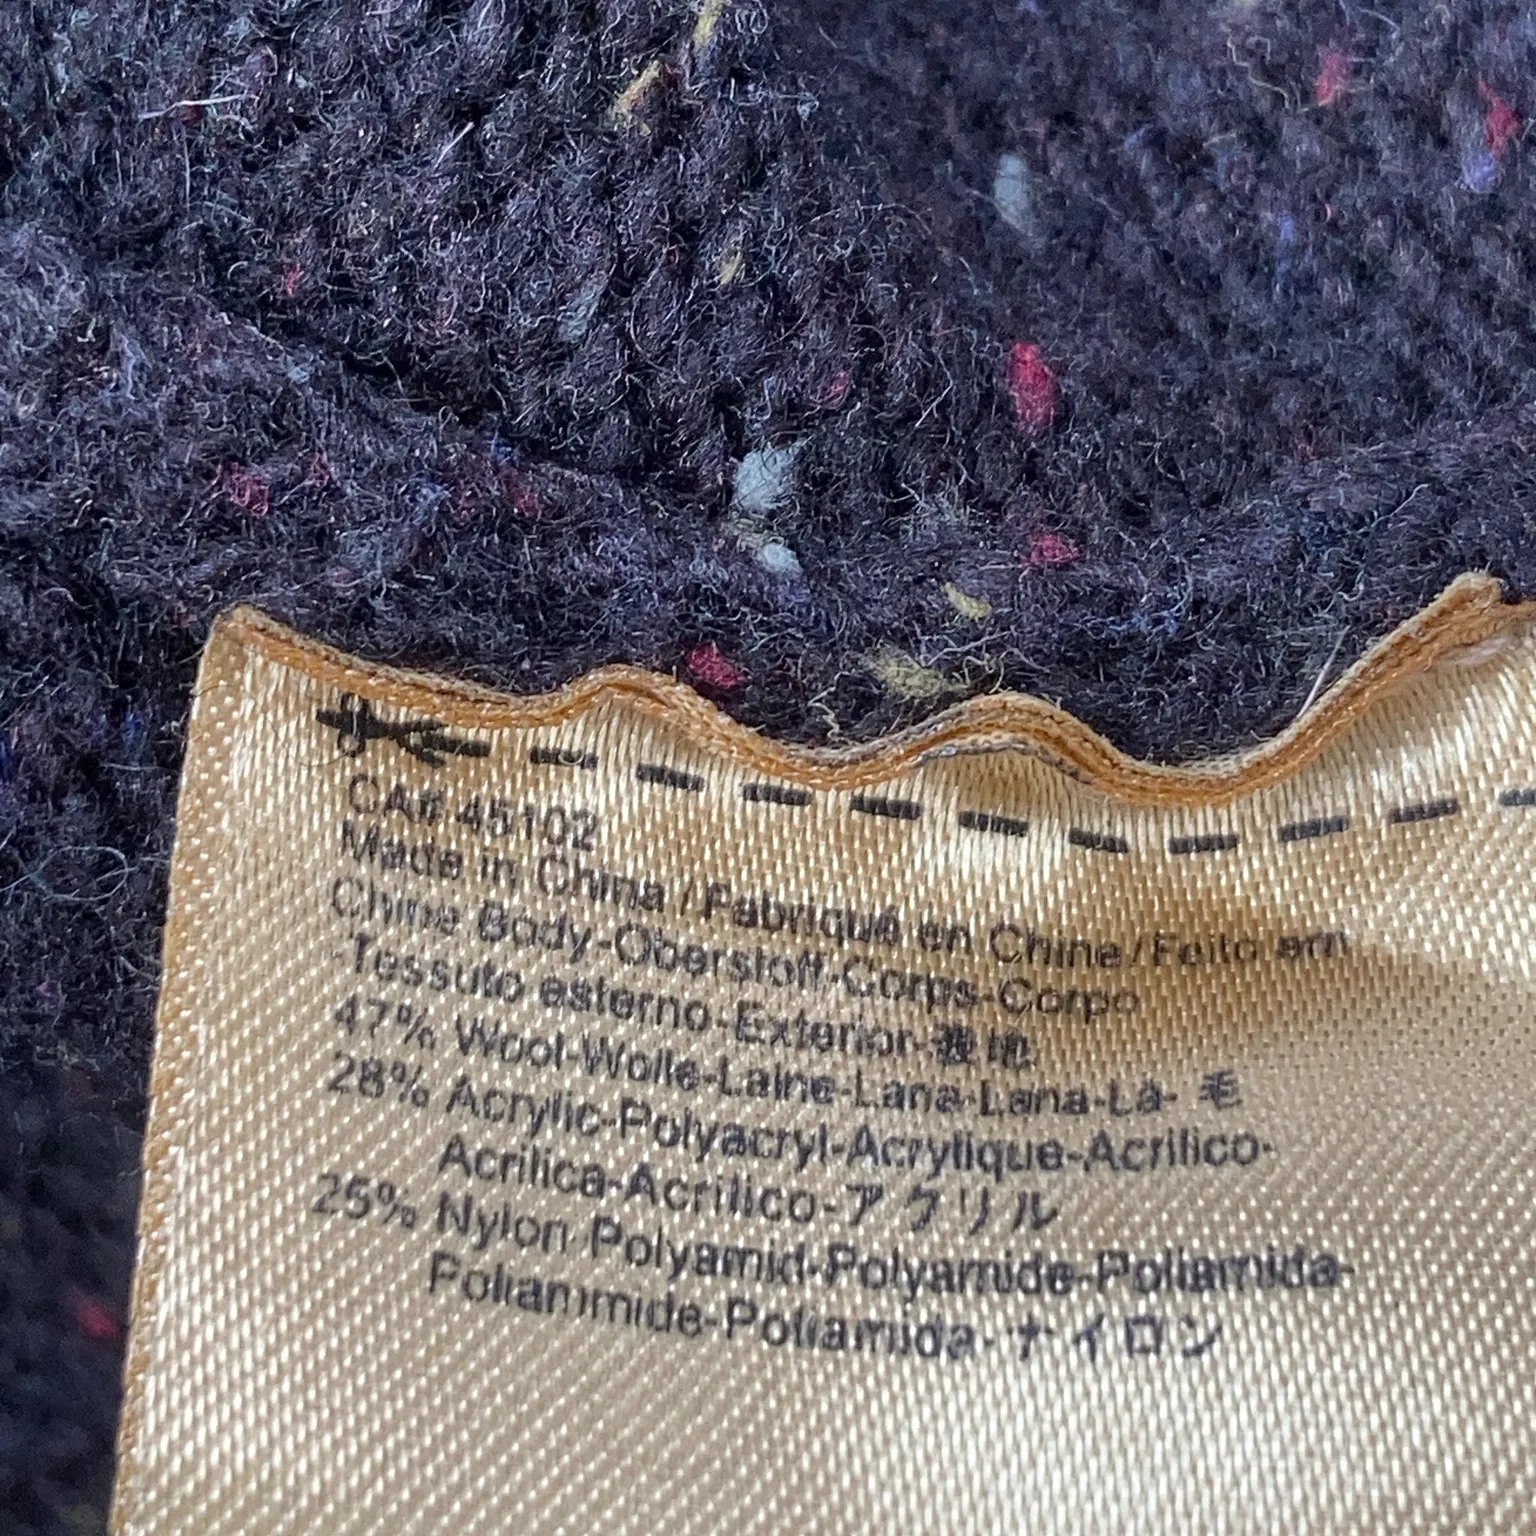 CA# 45102
Made in China / Fabriqué en Chine / Feito em
Chine Body-Oberstoff-Corps-Corpo
-Tessuto esterno-Exterior-表地
47% Wool-Wolle-Laine-Lana-Lana-Lã- 毛
28% Acrylic-Polyacryl-Acrylique-Acrilico-
Acrilica-Acrilico-アクリル
25% Nylon-Polyamid-Polyamide-Poliamida-
Poliammide-Poliamida-ナイロン